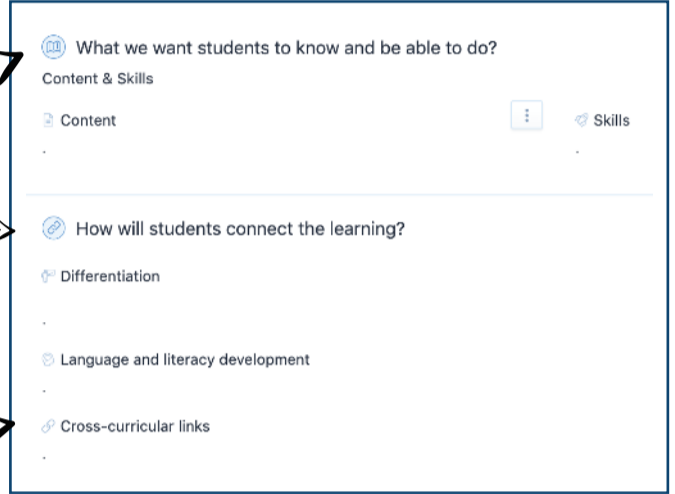 What we want students to know and be able to do?
Content & Skills
Content
Skills
.
.
How will students connect the learning?
Differentiation
.
Language and literacy development
.
Cross-curricular links
.